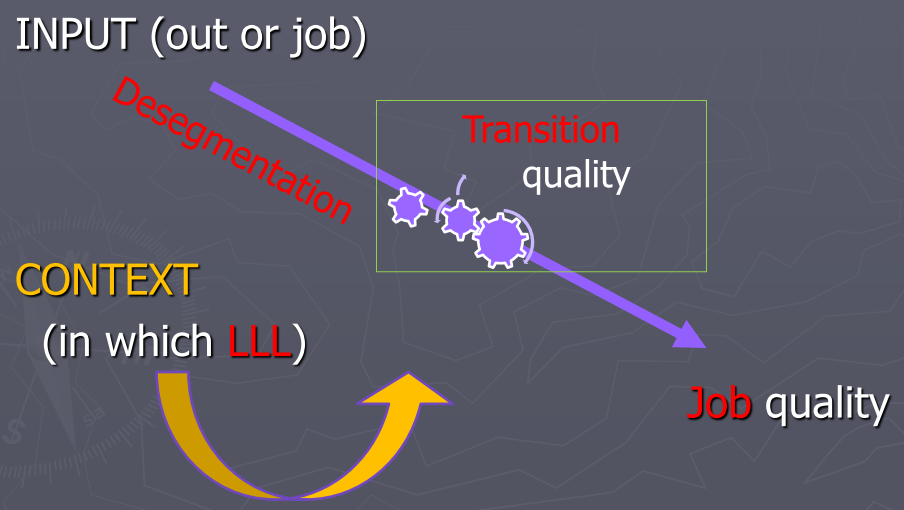 INPUT (out or job)
Desegmentation
Transition
quality
CONTEXT
(in which LLL)
Job quality
S